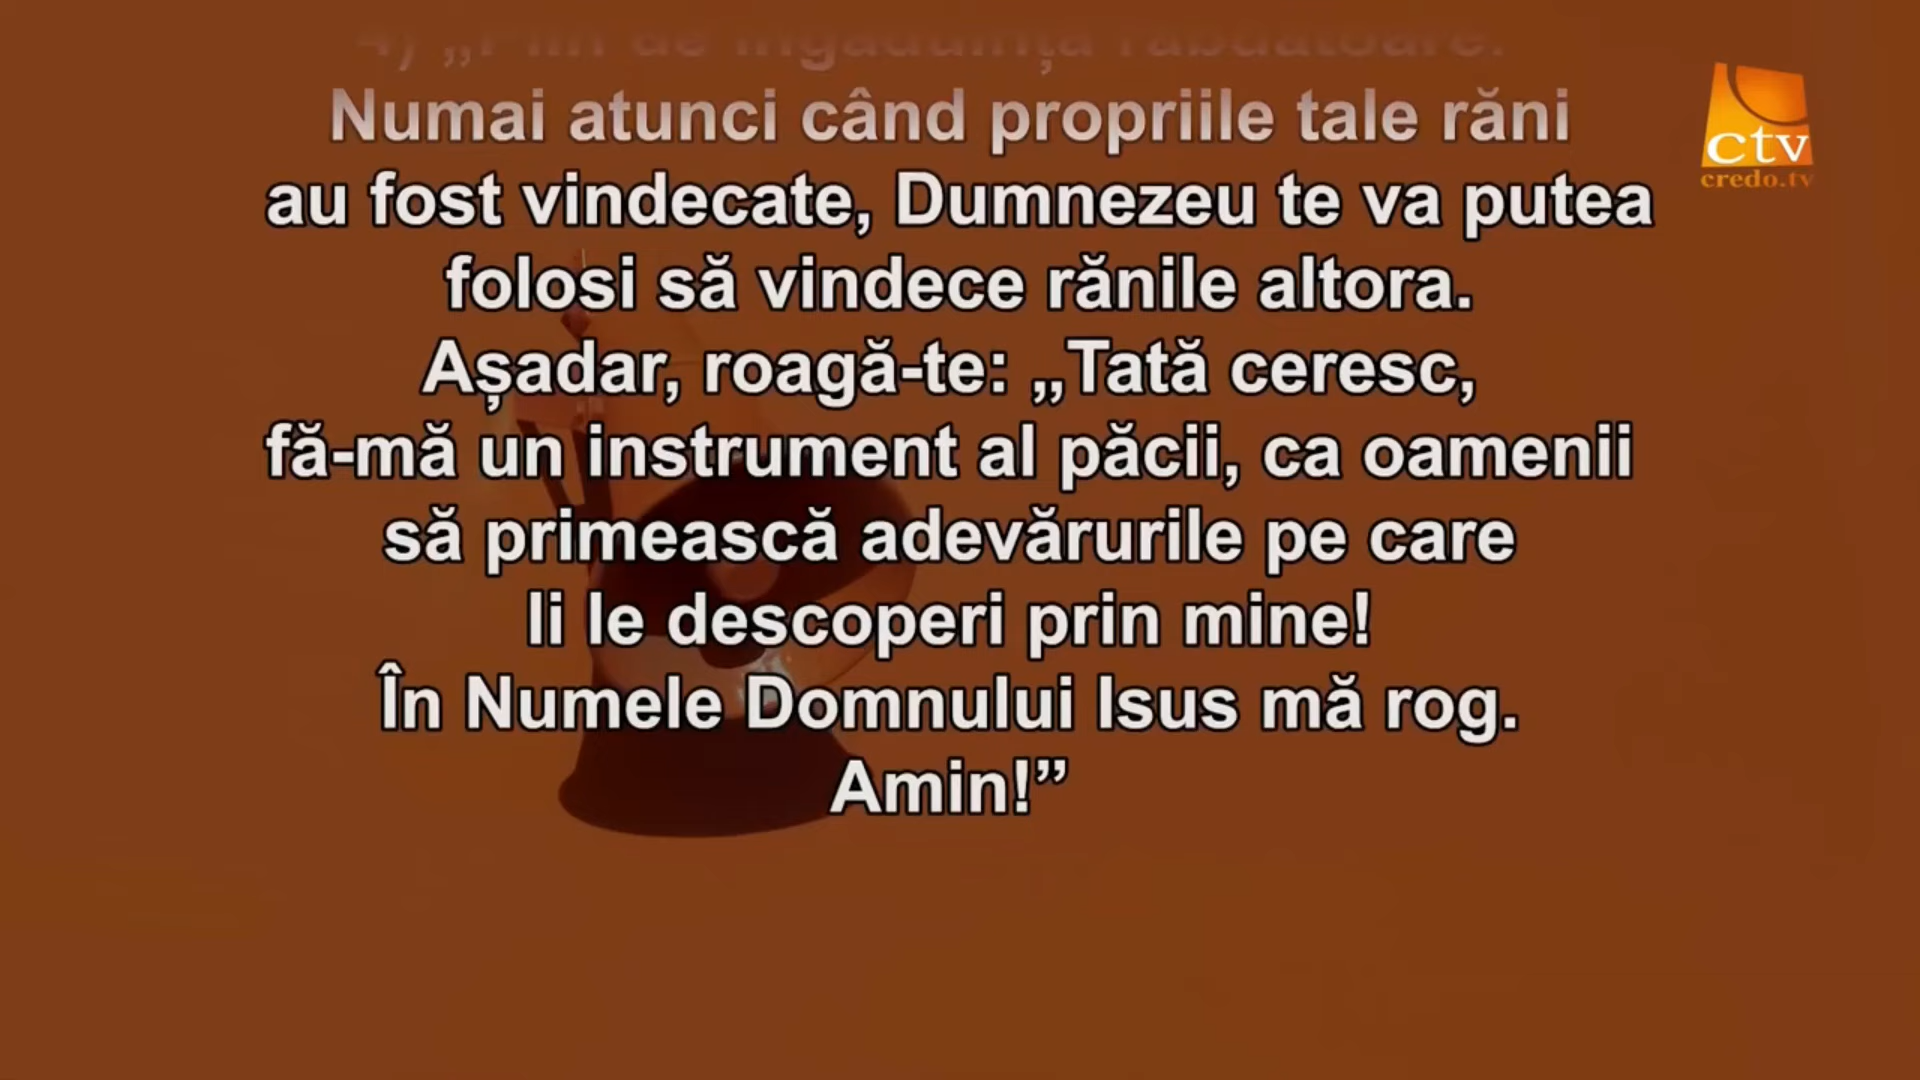 4) „Plin de îngăduință răbdătoare.
Numai atunci când propriile tale răni
au fost vindecate, Dumnezeu te va putea
folosi să vindece rănile altora.
Așadar, roagă-te: „Tată ceresc,
fă-mă un instrument al păcii, ca oamenii
să primească adevărurile pe care
li le descoperi prin mine!
În Numele Domnului Isus mă rog.
Amin!”
ctv
credo.tv